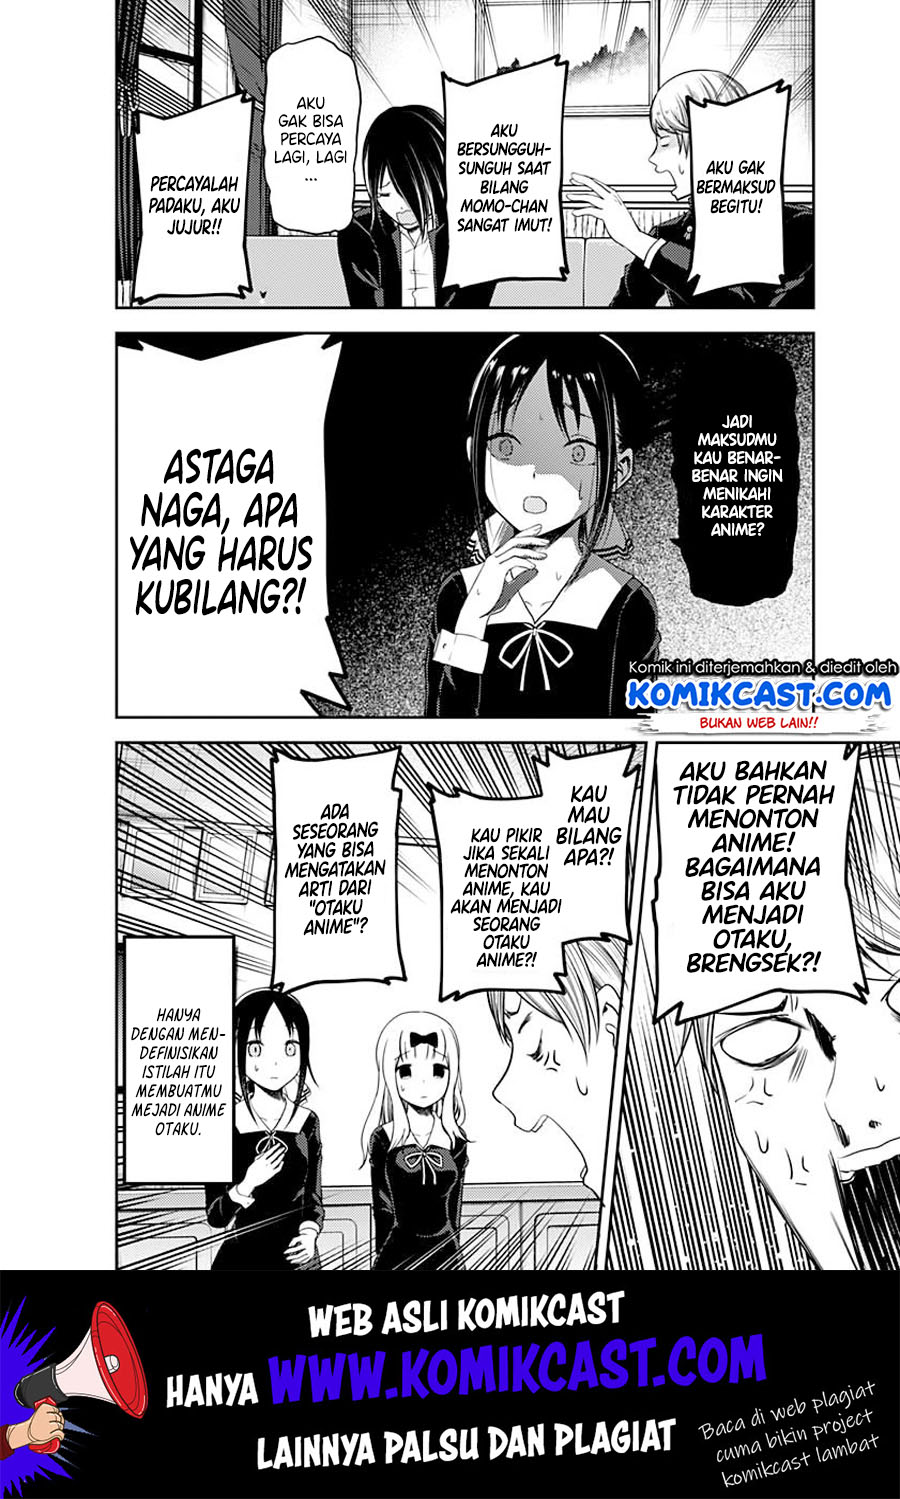 AKU GAK
BERMAKSUD
BEGITU!
AKU
BERSUNGGUH-
SUNGGUH SAAT
BILANG
MOMO-CHAN
SANGAT IMUT!
AKU
GAK BISA
PERCAYA
LAGI, LAGI
...
PERCAYALAH
PADAKU, AKU
JUJUR!!
JADI
MAKSUDMU
KAU BENAR-
BENAR INGIN
MENIKAHI
KARAKTER
ANIME?
ASTAGA
NAGA, APA
YANG HARUS
KUBILANG?!
Komik ini diterjemahkan & diedit oleh
KOMIKCAST.COM
BUKAN WEB LAIN!!
AKU BAHKAN
TIDAK PERNAH
MENONTON
ANIME!
BAGAIMANA
BISA AKU
MENJADI
OTAKU,
BRENGSEK?!
KAU
MAU
BILANG
APA?!
KAU PIKIR
JIKA SEKALI
MENONTON
ANIME, KAU
AKAN MENJADI
SEORANG
OTAKU
ANIME?!
ADA
SESEORANG
YANG BISA
MENGATAKAN
ARTI DARI
"OTAKU
ANIME"?
HANYA
DENGAN MEN-
DEFINISIKAN
ISTILAH ITU
MEMBUATMU
MEJADI ANIME
OTAKU.
WEB ASLI KOMIKCAST
HANYA WWW.KOMIKCAST.COM
LAINNYA PALSU DAN PLAGIAT
Baca di web plagiat
cuma bikin project
komikcast lambat